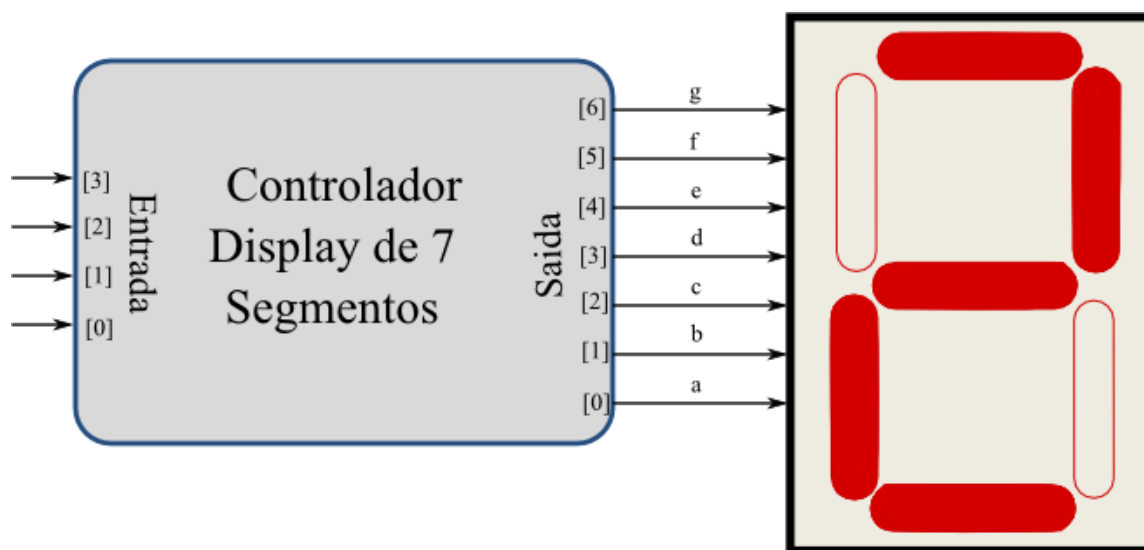 [3]
[2]
[1]
[0]
Entrada
Controlador
Display de 7
Segmentos
Saida
[6]
[5]
[4]
[3]
[2]
[1]
[0]
g
f
e
d
c
b
a